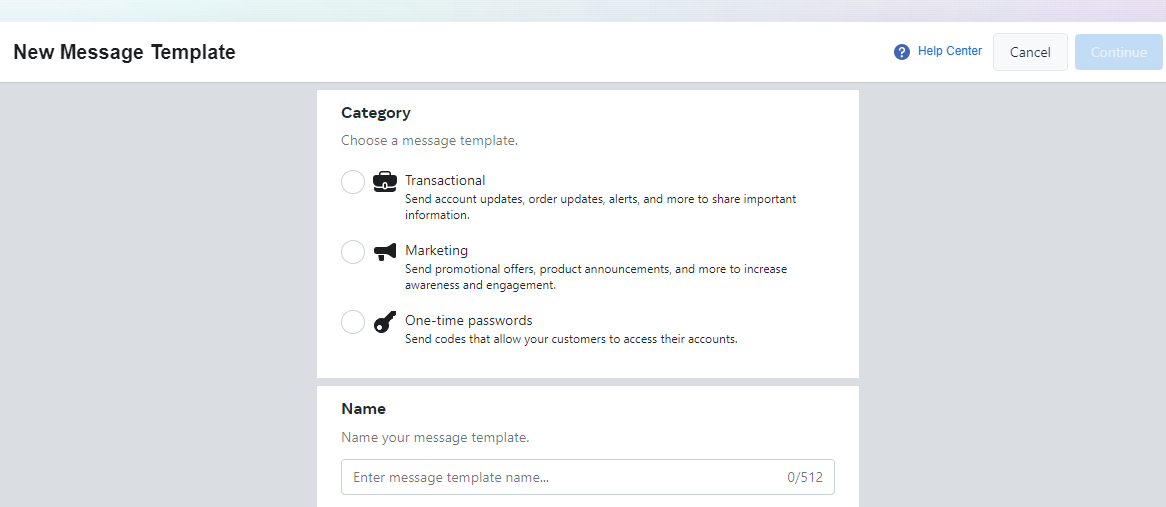 New Message Template
Help Center
Cancel
Continue
Category
Choose a message template.
Transactional
Send account updates, order updates, alerts, and more to share important
information.
Marketing
Send promotional offers, product announcements, and more to increase
awareness and engagement.
One-time passwords
Send codes that allow your customers to access their accounts.
Name
Name your message template.
Enter message template name...
0/512